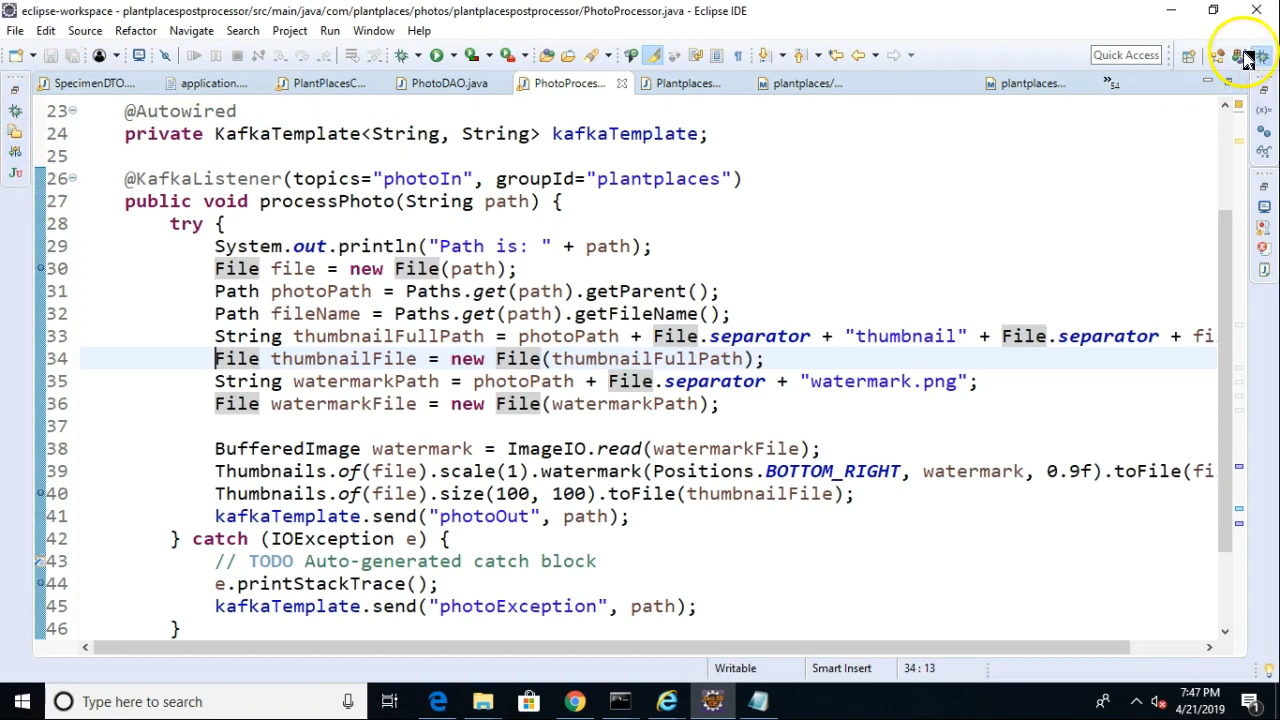 eclipse-workspace - plantplacespostprocessor/src/main/java/com/plantplaces/photos/plantplacespostprocessor/PhotoProcessor.java - Eclipse IDE
File Edit Source Refactor Navigate Search Project Run Window Help
Quick Access
SpecimenDTO.... application.... PlantPlacesC... PhotoDAO.java PhotoProces... Plantplaces... plantplaces/... plantplaces.... 54
23 @Autowired
24 private KafkaTemplate<String, String> kafkaTemplate;
25
26 @KafkaListener(topics="photoIn", groupId="plantplaces")
27 public void processPhoto(String path) {
28 try {
29 System.out.println("Path is: " + path);
30 File file = new File(path);
31 Path photoPath = Paths.get(path).getParent();
32 Path fileName = Paths.get(path).getFileName();
33 String thumbnailFullPath = photoPath + File.separator + "thumbnail" + File.separator + fi
34 File thumbnailFile = new File(thumbnailFullPath);
35 String watermarkPath = photoPath + File.separator + "watermark.png";
36 File watermarkFile = new File(watermarkPath);
37
38 BufferedImage watermark = ImageIO.read(watermarkFile);
39 Thumbnails.of(file).scale(1).watermark(Positions.BOTTOM_RIGHT, watermark, 0.9f).toFile(fi
40 Thumbnails.of(file).size(100, 100).toFile(thumbnailFile);
41 kafkaTemplate.send("photoOut", path);
42 } catch (IOException e) {
43 // TODO Auto-generated catch block
44 e.printStackTrace();
45 kafkaTemplate.send("photoException", path);
46 }
Writable Smart Insert 34 : 13
Type here to search
7:47 PM
4/21/2019
1